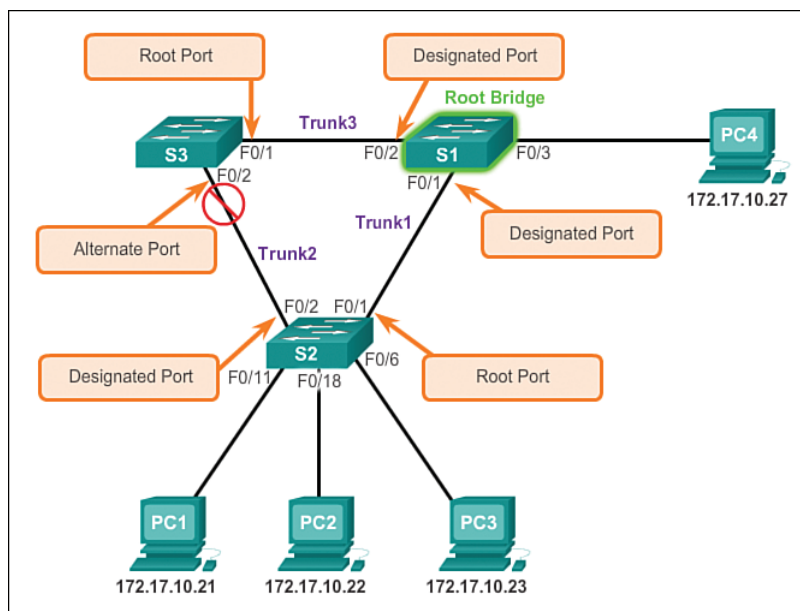 Root Port
Designated Port
Root Bridge
Trunk3
S3
F0/1
F0/2
S1
F0/3
PC4
F0/2
F0/1
172.17.10.27
Alternate Port
Trunk1
Designated Port
Trunk2
F0/2
F0/1
S2
F0/6
Designated Port
F0/11
F0/18
Root Port
PC1
PC2
PC3
172.17.10.21
172.17.10.22
172.17.10.23